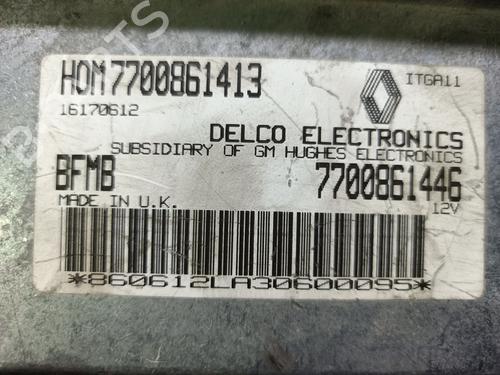 HOM7700861413
ITGA11
16170612
DELCO ELECTRONICS
SUBSIDIARY OF GM HUGHES ELECTRONICS
BFMB 7700861446
MADE IN U.K. 12V
*860612LA30600095*